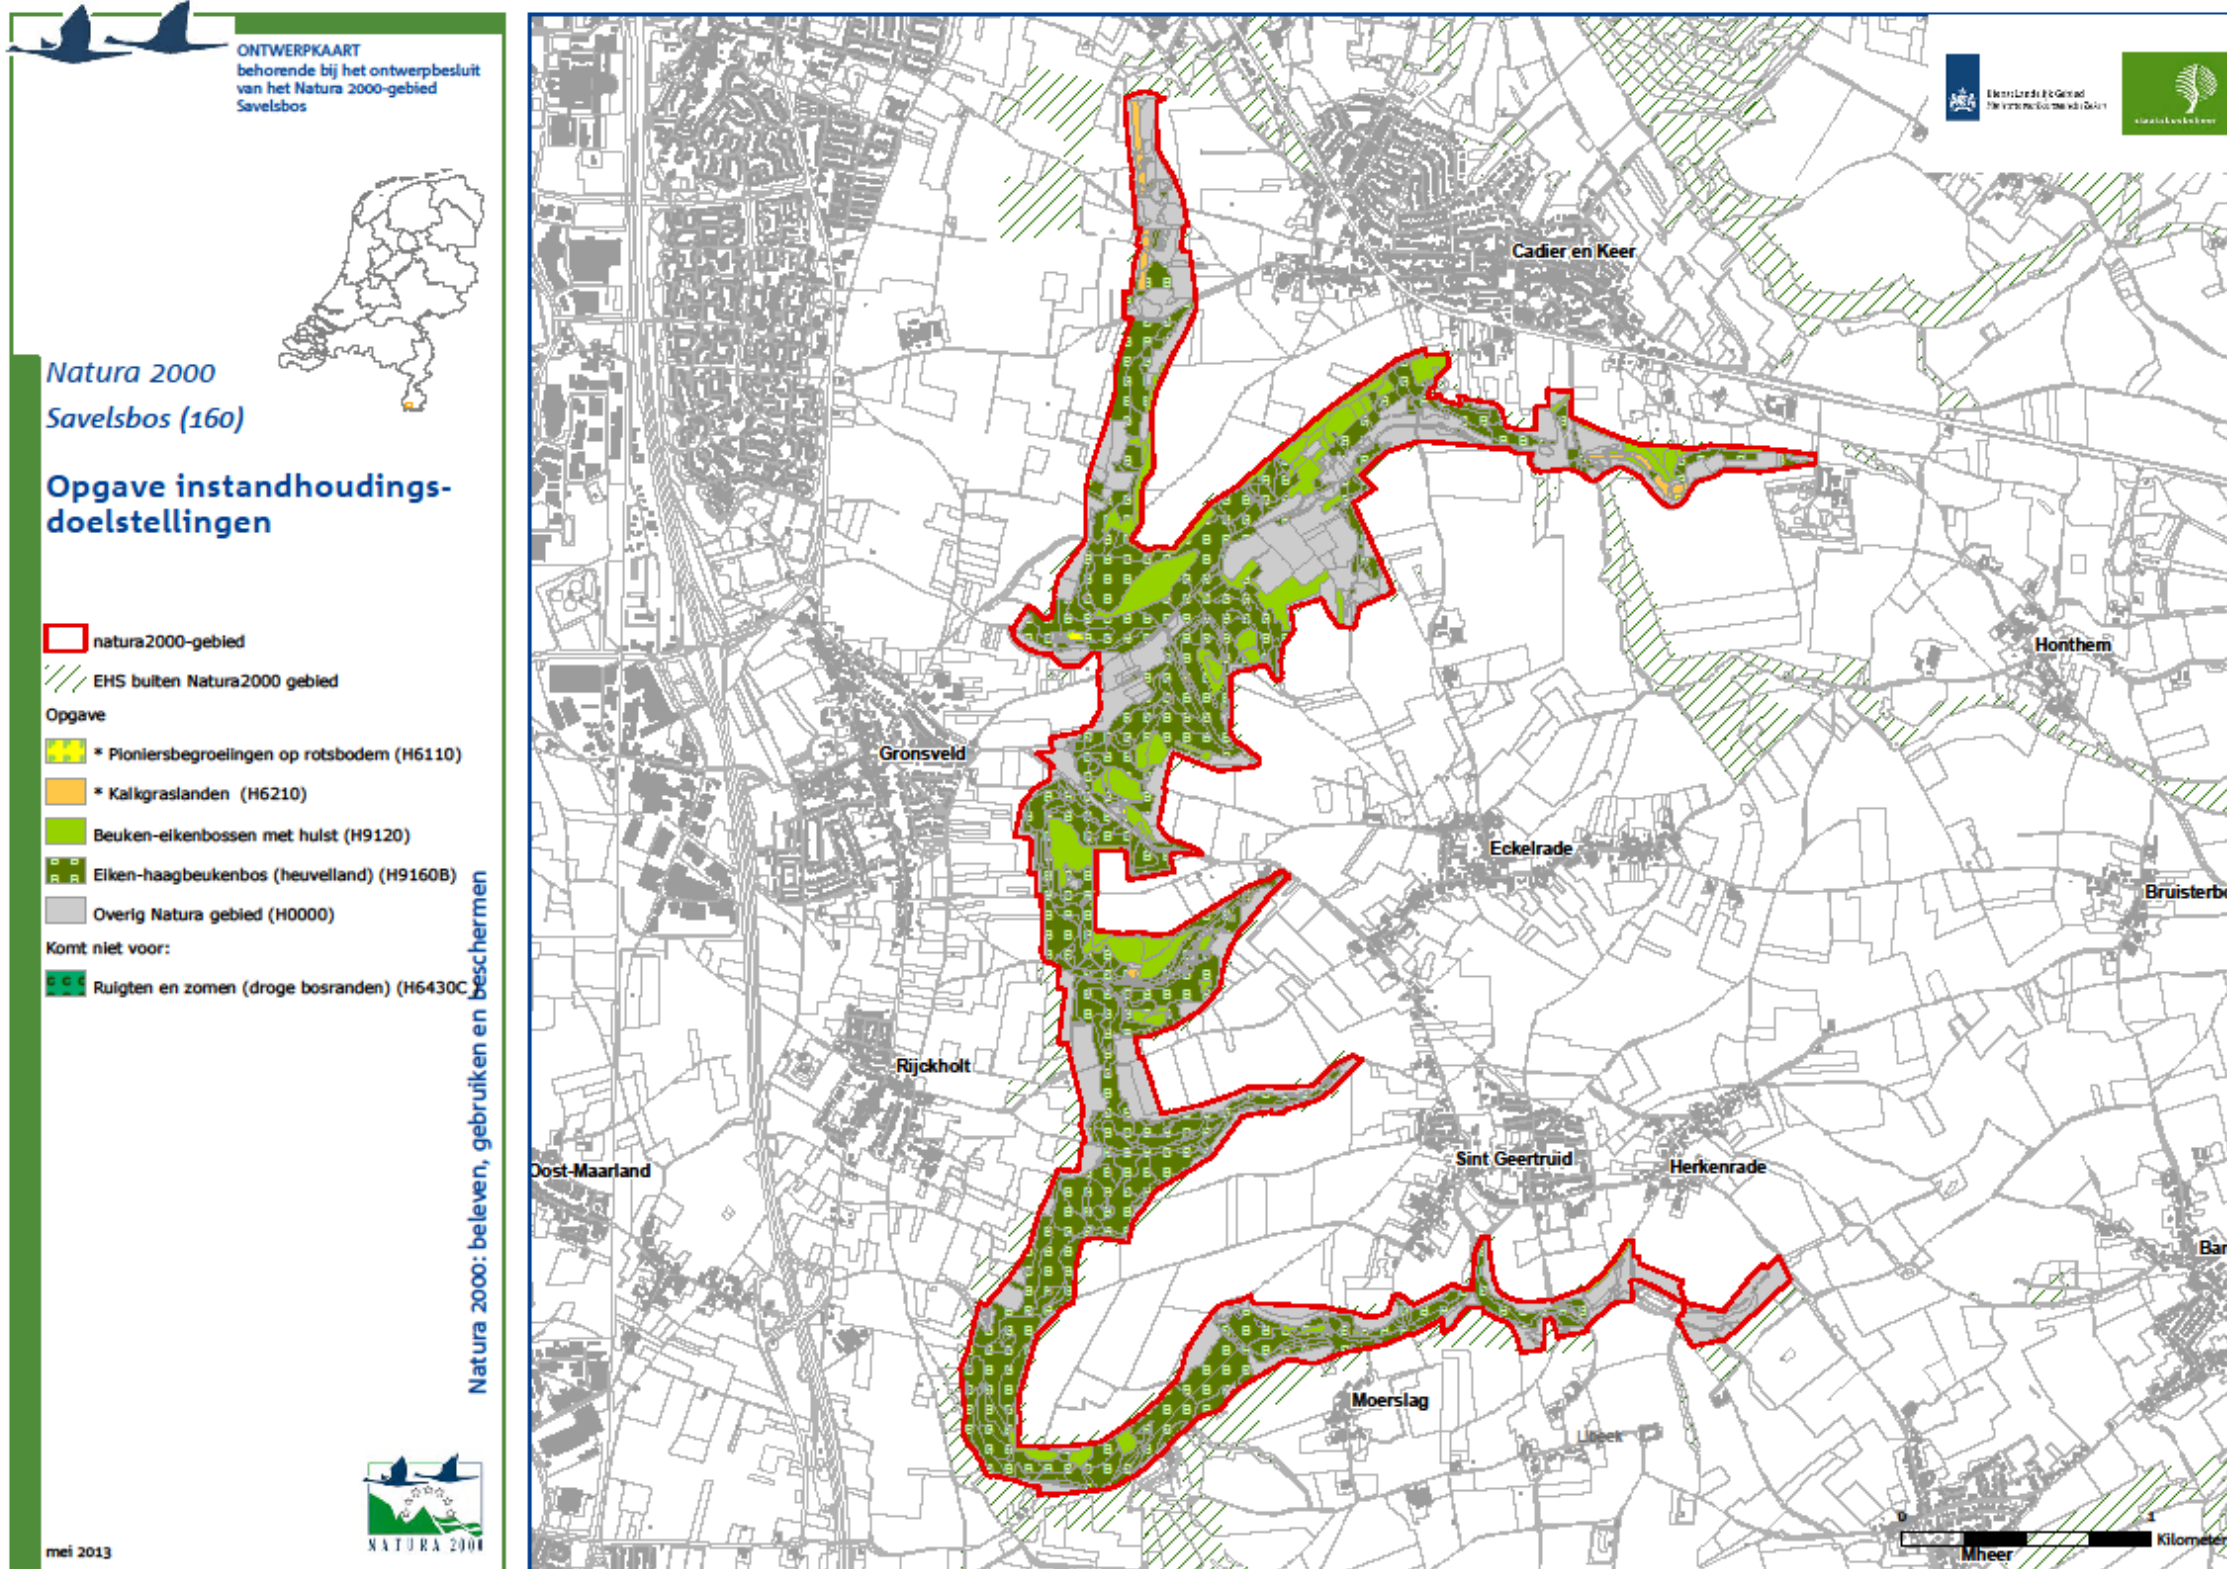 ONTWERPKAART
behorende bij het ontwerpbesluit
van het Natura 2000-gebied
Savelsbos
Natura 2000
Savelsbos (160)
Opgave instandhoudings-
doelstellingen
natura2000-gebied
EHS buiten Natura2000 gebied
Opgave
* Pioniersbegroeiingen op rotsbodem (H6110)
* Kalkgraslanden (H6210)
Beuken-eikenbossen met hulst (H9120)
Eiken-haagbeukenbos (heuvelland) (H9160B)
Overig Natura gebied (H0000)
Komt niet voor:
Ruigten en zomen (droge bosranden) (H6430C
Natura 2000: beleven, gebruiken en beschermen
NATURA 2000
mei 2013
staatsbosbeheer
Cadier en Keer
Honthem
Gronsveld
Eckelrade
Bruisterbo
Rijckholt
Sint Geertruid
Herkenrade
Oost-Maarland
Ban
Moerslag
Libeek
0 1
Kilometer
Mheer